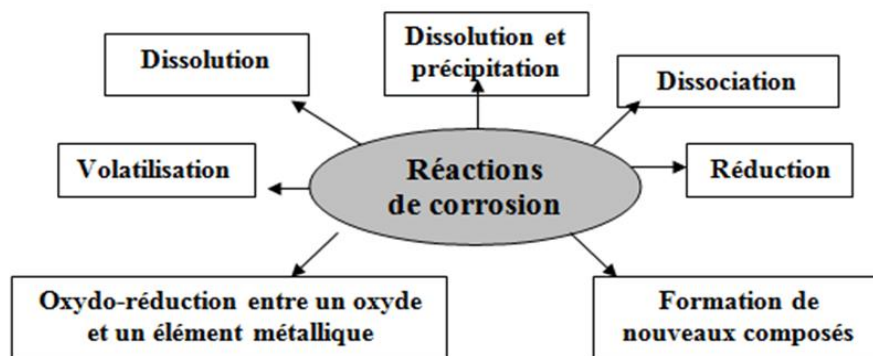 Dissolution
Dissolution et
précipitation
Dissociation
Volatilisation
Réactions
de corrosion
Réduction
Oxydo-réduction entre un oxyde
et un élément métallique
Formation de
nouveaux composés